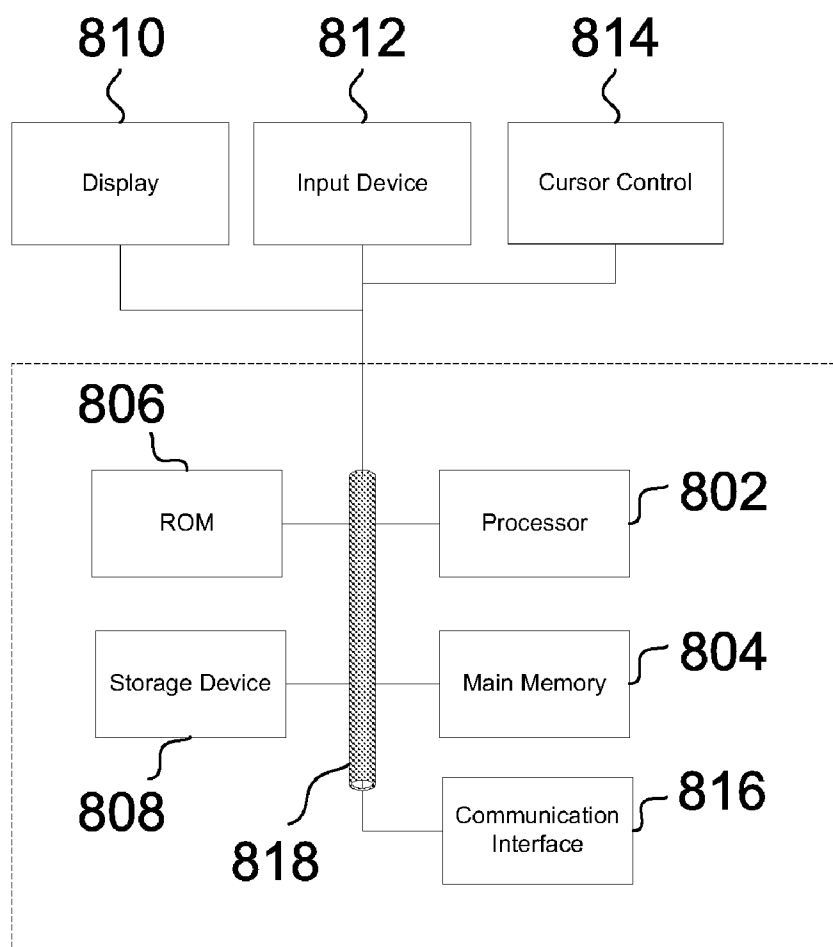 810
812
814
Display
Input Device
Cursor Control
806
ROM
Processor
802
Storage Device
Main Memory
804
808
818
Communication
Interface
816